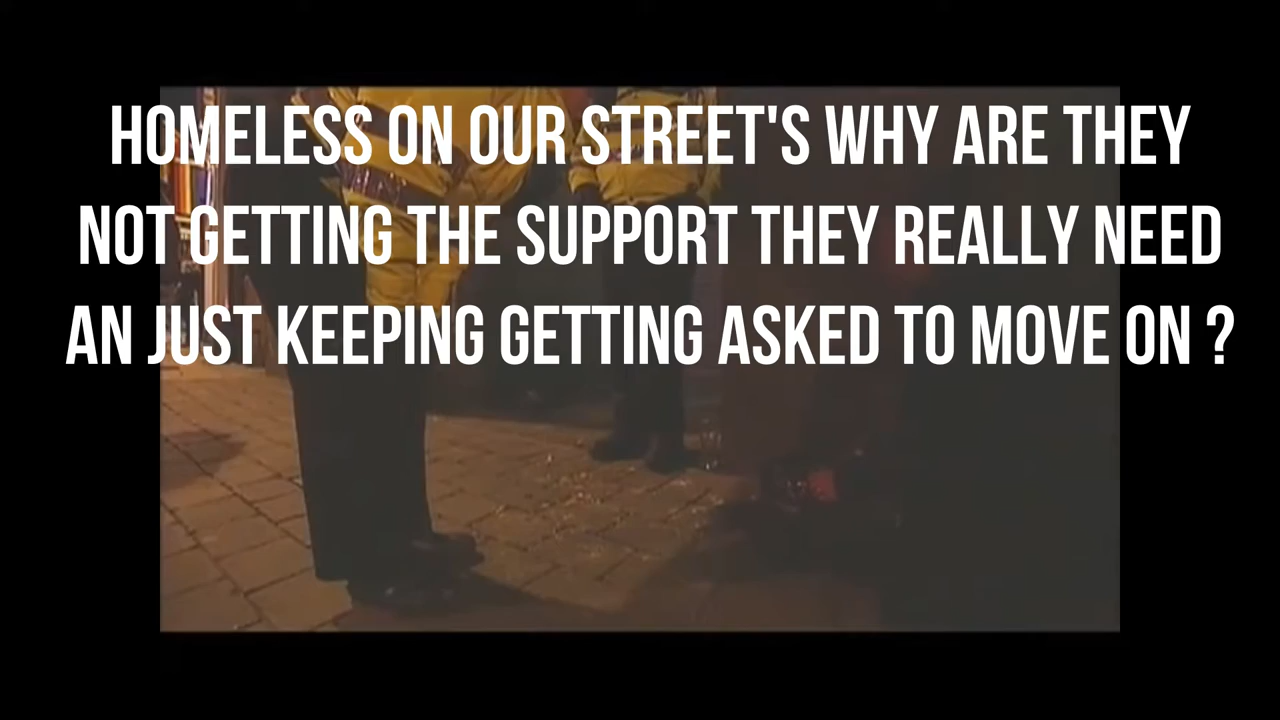 HOMELESS ON OUR STREET'S WHY ARE THEY
NOT GETTING THE SUPPORT THEY REALLY NEED
AN JUST KEEPING GETTING ASKED TO MOVE ON ?